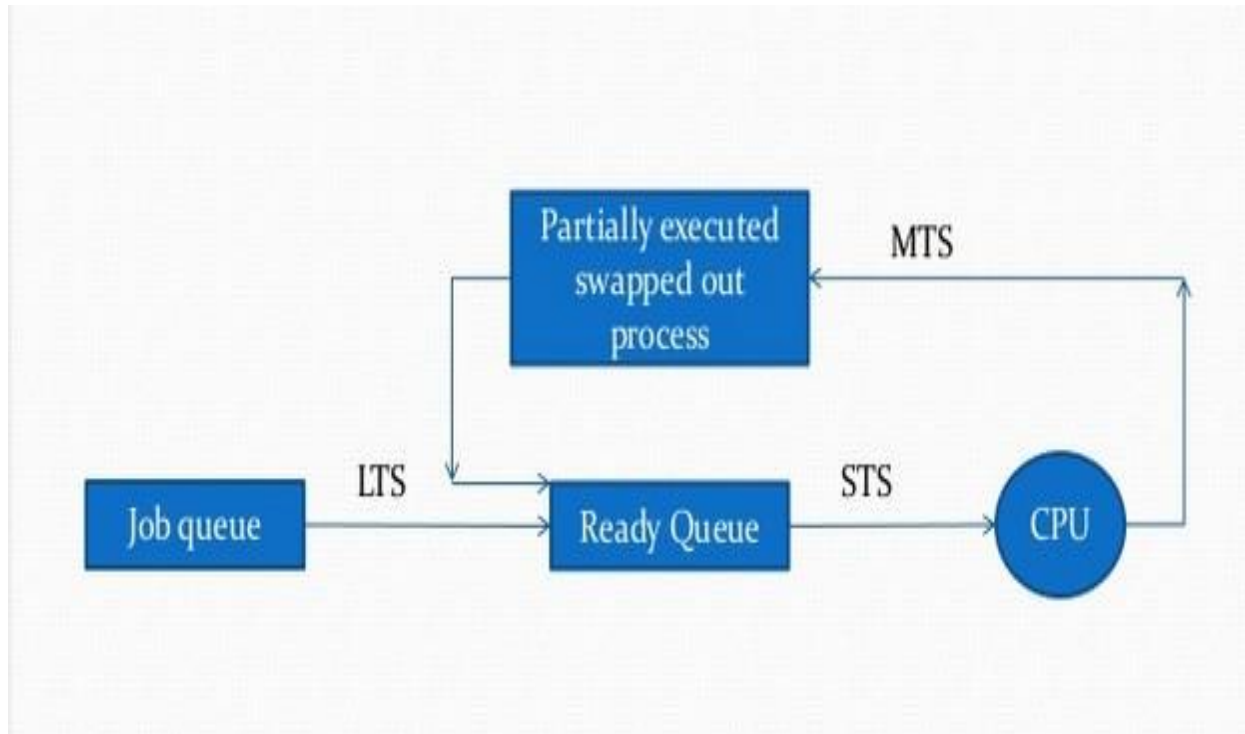 Partially executed
swapped out
process
MTS
LTS
STS
Job queue
Ready Queue
CPU